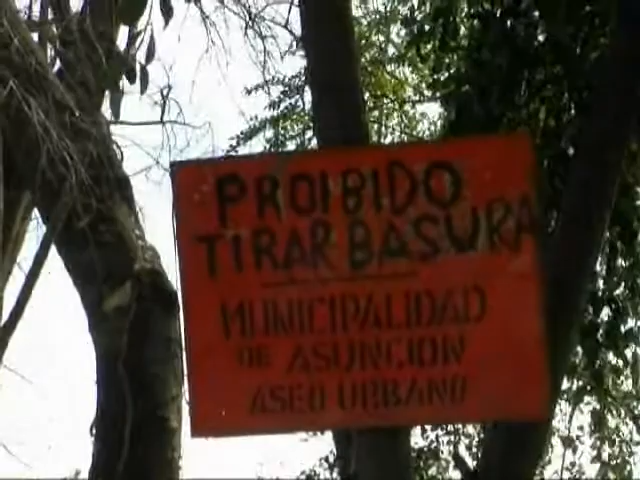 PROIBIDO
TIRAR BASURA
MUNICIPALIDAD
DE ASUNCION
ASEO URBANO